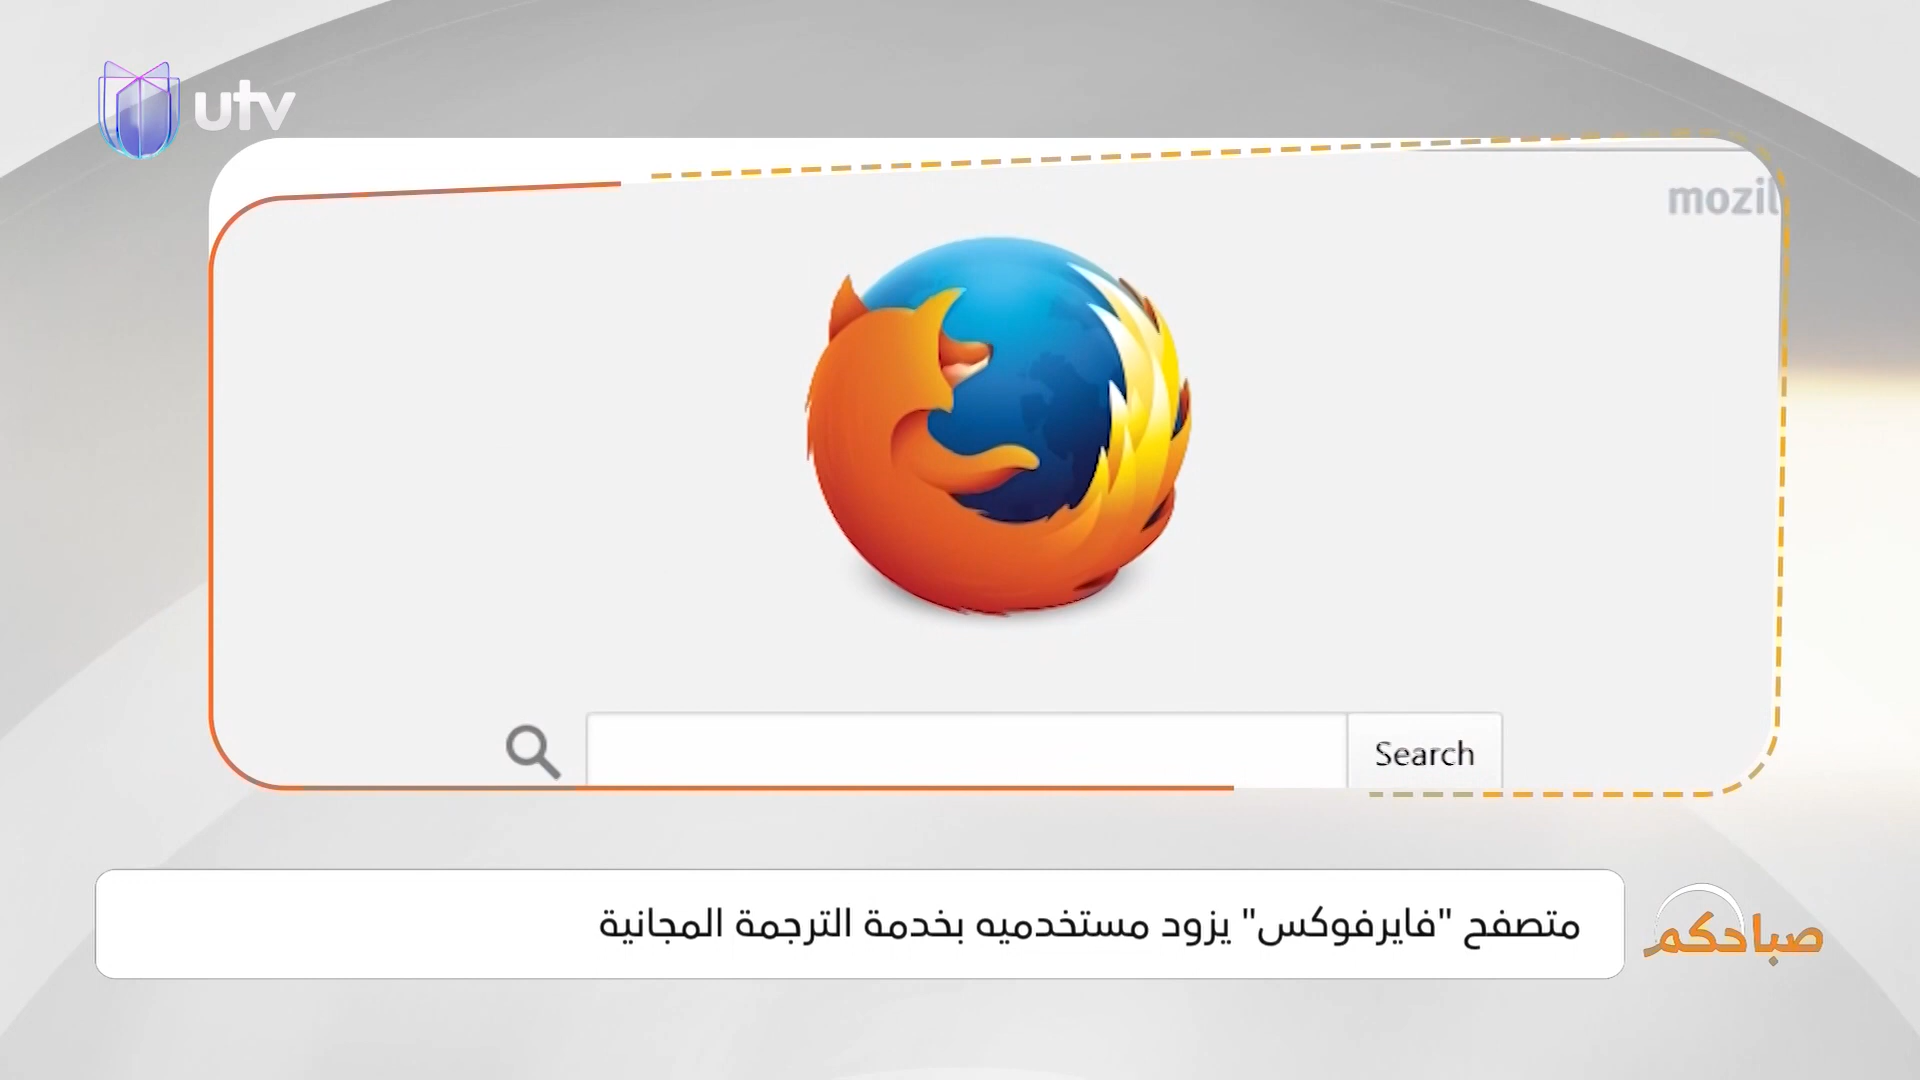 utv
mozil
Search
متصفح "فايرفوكس" يزود مستخدميه بخدمة الترجمة المجانية
صباحكم